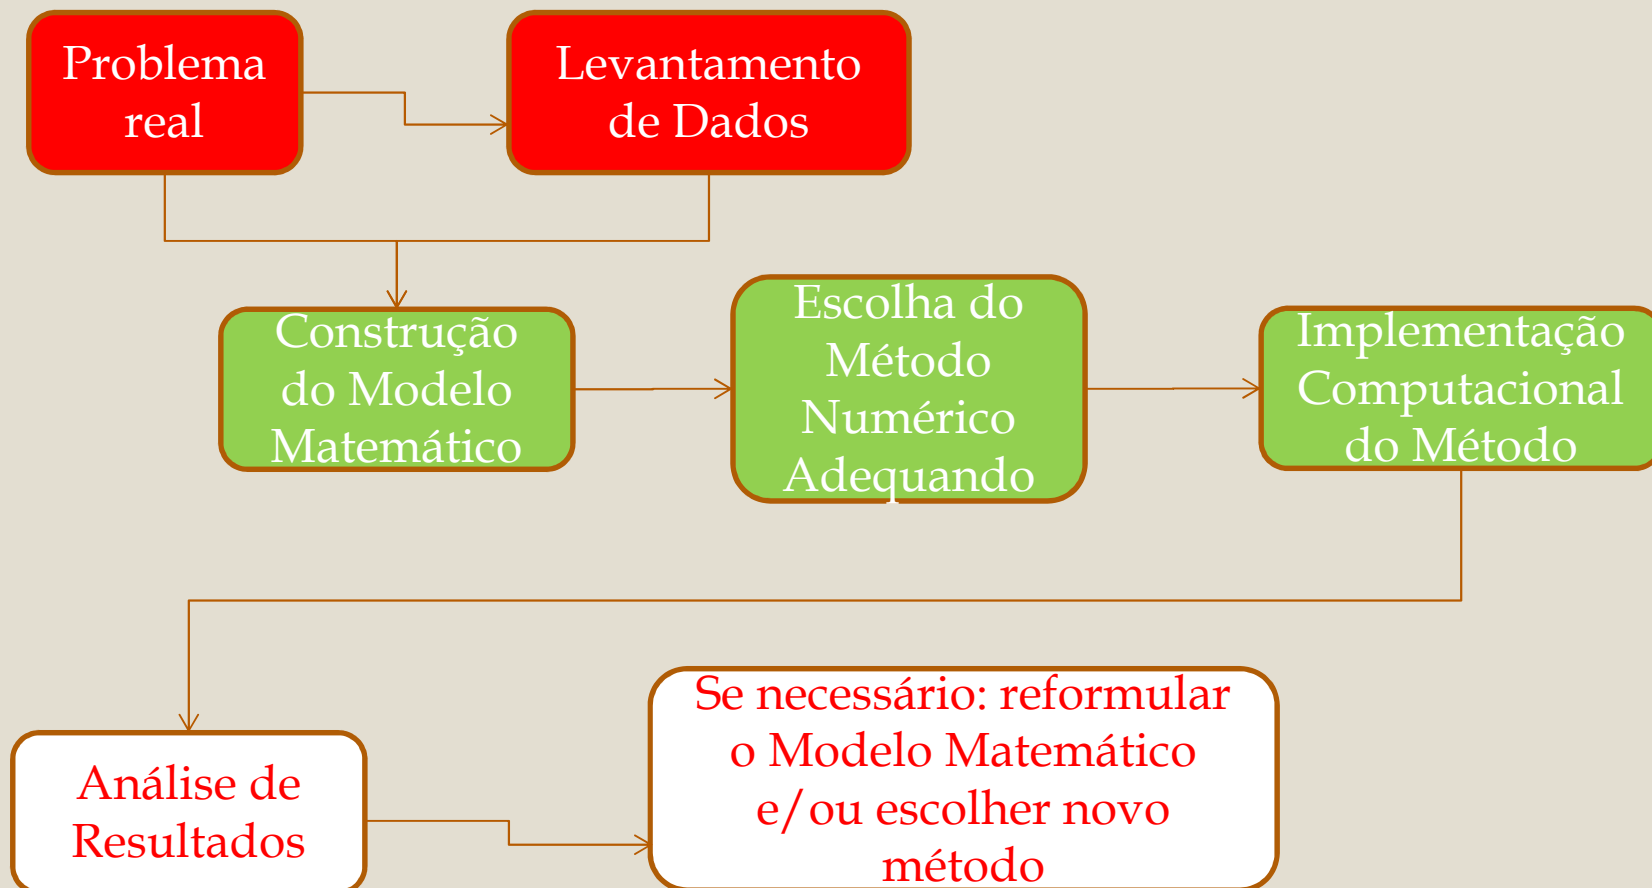 Problema
real
Levantamento
de Dados
Construção
do Modelo
Matemático
Escolha do
Método
Numérico
Adequando
Implementação
Computacional
do Método
Análise de
Resultados
Se necessário: reformular
o Modelo Matemático
e/ou escolher novo
método